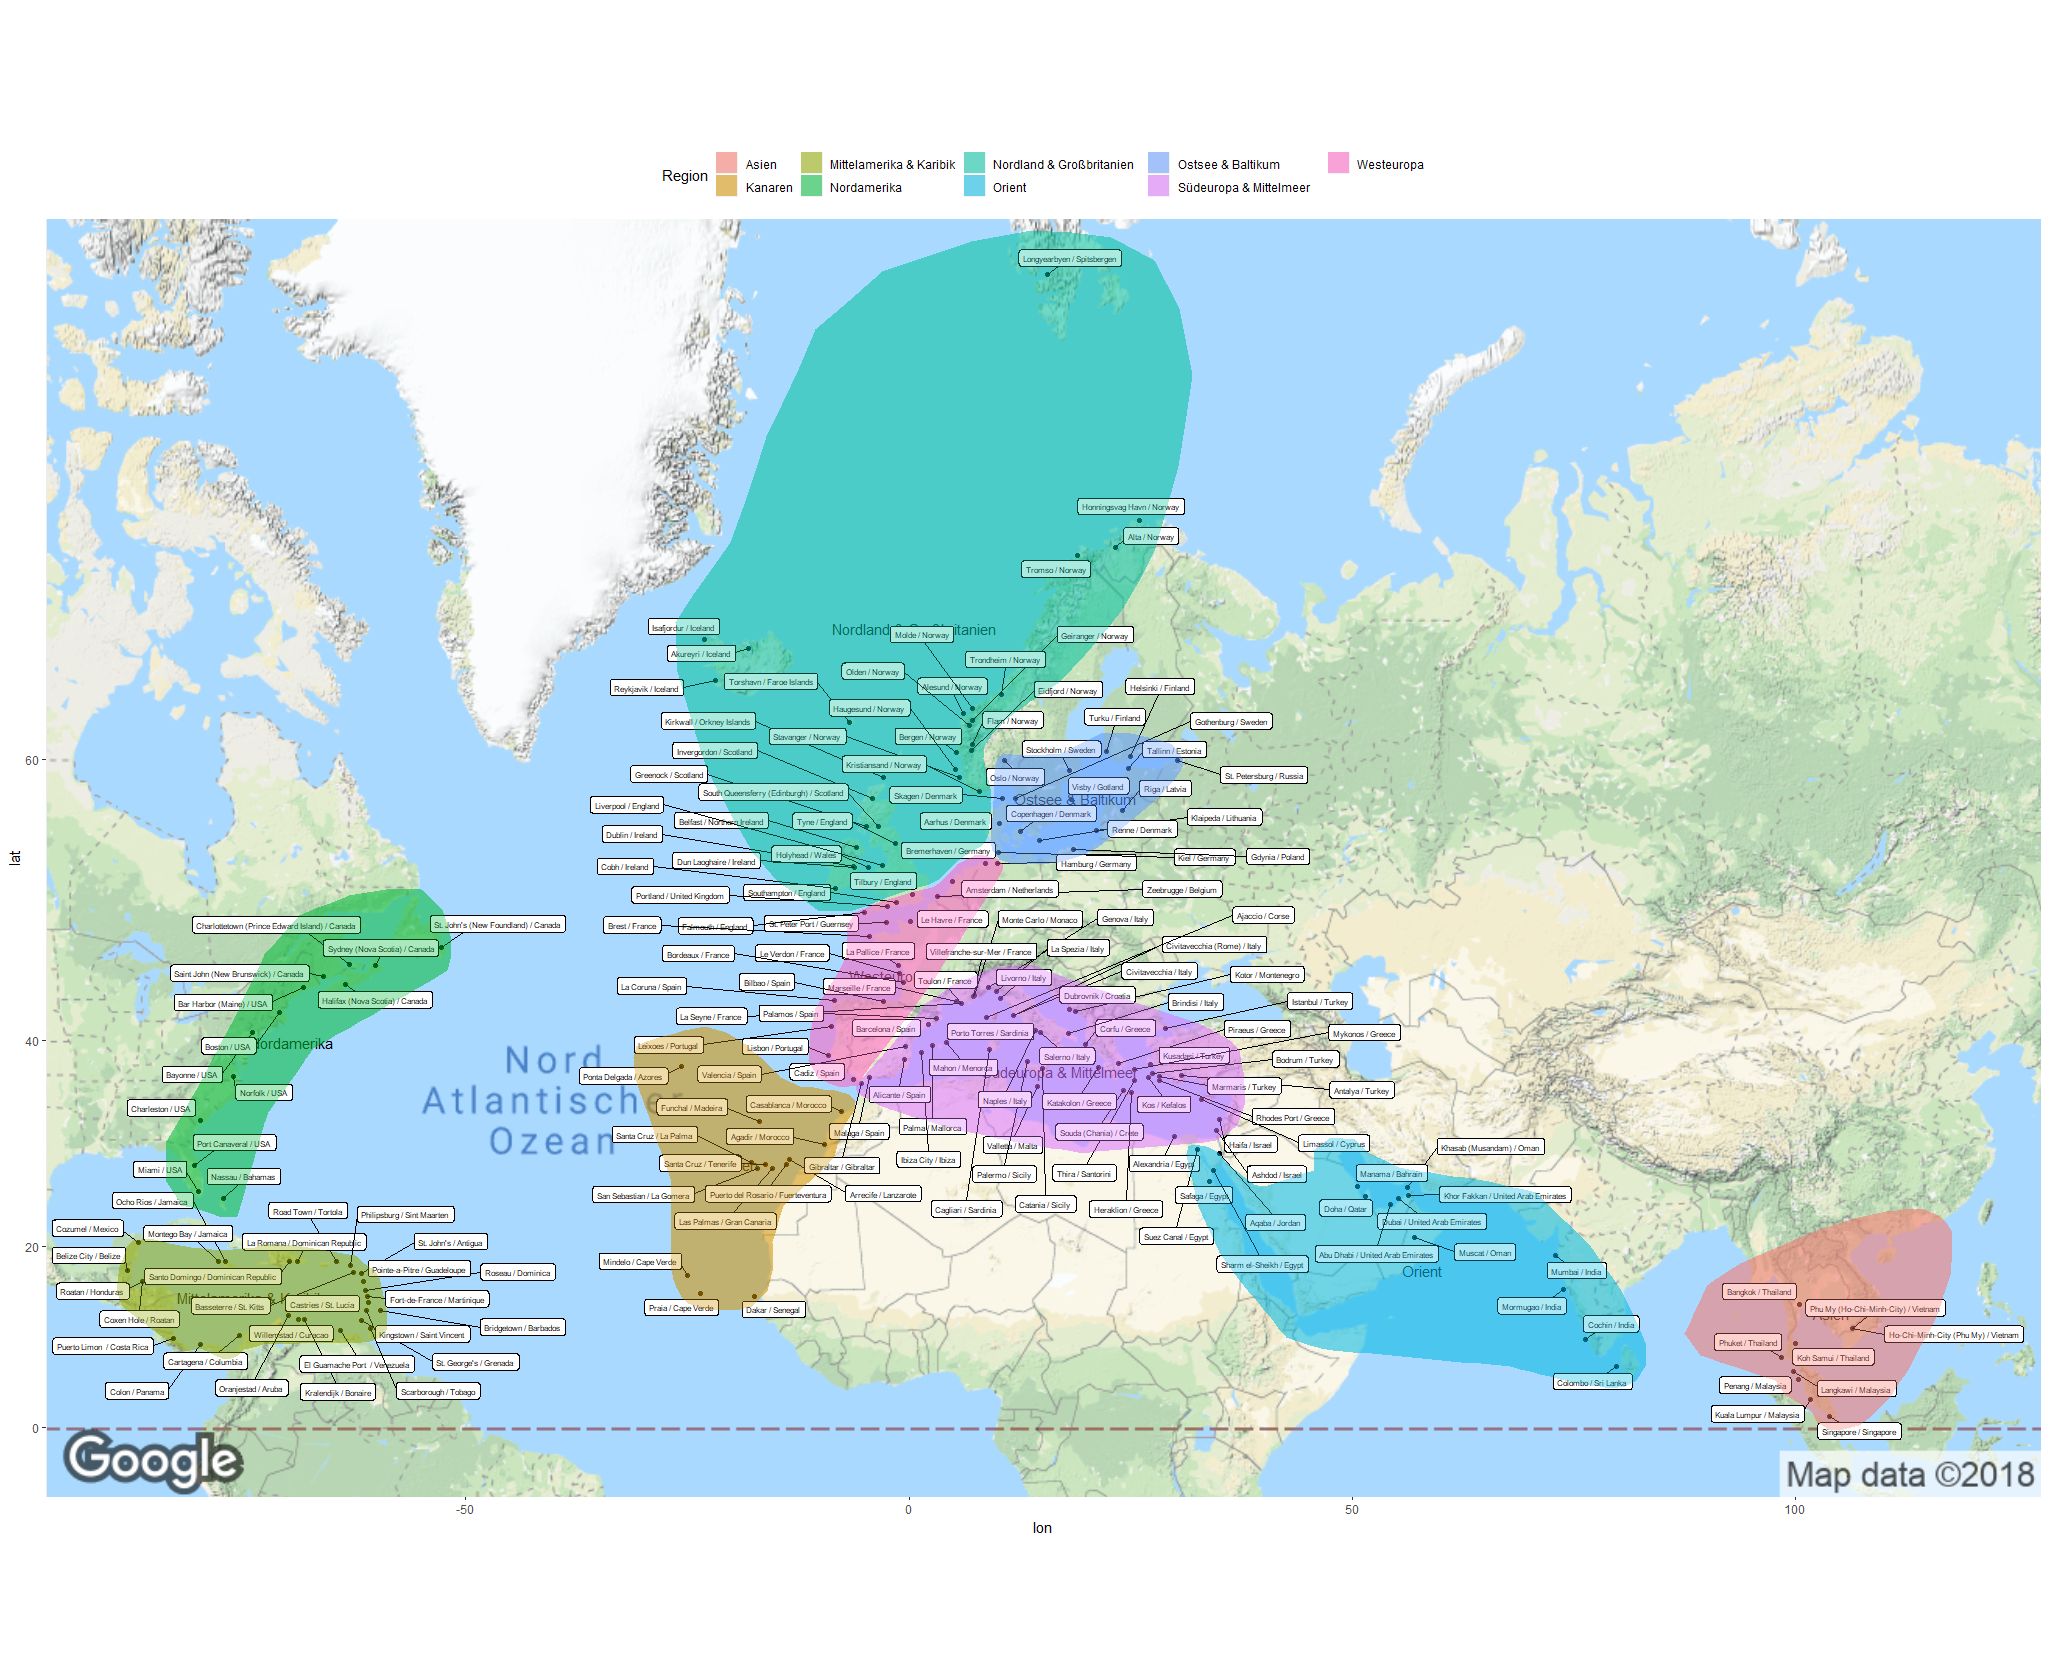 Region
Asien
Mittelamerika & Karibik
Nordland & Großbritanien
Ostsee & Baltikum
Westeuropa
Kanaren
Nordamerika
Orient
Südeuropa & Mittelmeer
Longyearbyen / Spitsbergen
Honningsvag Havn / Norway
Alta / Norway
Tromso / Norway
Isafjordur / Iceland
Nordland & Großbritanien
Molde / Norway
Geiranger / Norway
Akureyri / Iceland
Trondheim / Norway
Olden / Norway
Reykjavik / Iceland
Torshavn / Faroe Islands
Alesund / Norway
Eidfjord / Norway
Helsinki / Finland
Haugesund / Norway
Kirkwall / Orkney Islands
Flam / Norway
Turku / Finland
Gothenburg / Sweden
Stavanger / Norway
Bergen / Norway
Invergordon / Scotland
Stockholm / Sweden
Tallinn / Estonia
Kristiansand / Norway
Greenock / Scotland
Oslo / Norway
St. Petersburg / Russia
South Queensferry (Edinburgh) / Scotland
Skagen / Denmark
Visby / Gotland
Riga / Latvia
Ostsee & Baltikum
Liverpool / England
Belfast / Northern Ireland
Tyne / England
Aarhus / Denmark
Copenhagen / Denmark
Klaipeda / Lithuania
Dublin / Ireland
Rønne / Denmark
Holyhead / Wales
Bremerhaven / Germany
Cobh / Ireland
Dun Laoghaire / Ireland
Hamburg / Germany
Kiel / Germany
Gdynia / Poland
Tilbury / England
Portland / United Kingdom
Southampton / England
Amsterdam / Netherlands
Zeebrugge / Belgium
Brest / France
Falmouth / England
St. Peter Port / Guernsey
Le Havre / France
Monte Carlo / Monaco
Genova / Italy
Ajaccio / Corse
Bordeaux / France
Le Verdon / France
La Pallice / France
Villefranche-sur-Mer / France
La Spezia / Italy
Civitavecchia (Rome) / Italy
La Coruna / Spain
Bilbao / Spain
Marseille / France
Toulon / France
Livorno / Italy
Civitavecchia / Italy
Kotor / Montenegro
La Seyne / France
Palamos / Spain
Dubrovnik / Croatia
Brindisi / Italy
Istanbul / Turkey
Barcelona / Spain
Porto Torres / Sardinia
Corfu / Greece
Piraeus / Greece
Mykonos / Greece
Leixoes / Portugal
Lisbon / Portugal
Salerno / Italy
Kusadasi / Turkey
Bodrum / Turkey
Ponta Delgada / Azores
Valencia / Spain
Cadiz / Spain
Mahon / Menorca
Marmaris / Turkey
Antalya / Turkey
Alicante / Spain
Naples / Italy
Katakolon / Greece
Kos / Kefalos
Rhodes Port / Greece
Funchal / Madeira
Casablanca / Morocco
Malaga / Spain
Palma / Mallorca
Souda (Chania) / Crete
Limassol / Cyprus
Santa Cruz / La Palma
Agadir / Morocco
Valletta / Malta
Haifa / Israel
Santa Cruz / Tenerife
Gibraltar / Gibraltar
Ibiza City / Ibiza
Palermo / Sicily
Thira / Santorini
Alexandria / Egypt
Ashdod / Israel
San Sebastian / La Gomera
Puerto del Rosario / Fuerteventura
Arrecife / Lanzarote
Cagliari / Sardinia
Catania / Sicily
Heraklion / Greece
Safaga / Egypt
Las Palmas / Gran Canaria
Suez Canal / Egypt
Aqaba / Jordan
Sharm el-Sheikh / Egypt
Mindelo / Cape Verde
Praia / Cape Verde
Dakar / Senegal
Khasab (Musandam) / Oman
Manama / Bahrain
Khor Fakkan / United Arab Emirates
Doha / Qatar
Dubai / United Arab Emirates
Abu Dhabi / United Arab Emirates
Muscat / Oman
Orient
Mumbai / India
Mormugao / India
Cochin / India
Colombo / Sri Lanka
Bangkok / Thailand
Phu My (Ho-Chi-Minh-City) / Vietnam
Asien
Ho-Chi-Minh-City (Phu My) / Vietnam
Phuket / Thailand
Koh Samui / Thailand
Penang / Malaysia
Langkawi / Malaysia
Kuala Lumpur / Malaysia
Singapore / Singapore
Charlottetown (Prince Edward Island) / Canada
St. John's (New Foundland) / Canada
Sydney (Nova Scotia) / Canada
Saint John (New Brunswick) / Canada
Halifax (Nova Scotia) / Canada
Bar Harbor (Maine) / USA
Boston / USA
Nordamerika
Bayonne / USA
Norfolk / USA
Charleston / USA
Port Canaveral / USA
Miami / USA
Nassau / Bahamas
Ocho Rios / Jamaica
Road Town / Tortola
Philipsburg / Sint Maarten
Cozumel / Mexico
Montego Bay / Jamaica
La Romana / Dominican Republic
St. John's / Antigua
Belize City / Belize
Santo Domingo / Dominican Republic
Pointe-a-Pitre / Guadeloupe
Roseau / Dominica
Roatan / Honduras
Basseterre / St. Kitts
Castries / St. Lucia
Fort-de-France / Martinique
Coxen Hole / Roatan
Willemstad / Curacao
Kingstown / Saint Vincent
Bridgetown / Barbados
Puerto Limon / Costa Rica
Cartagena / Columbia
El Guamache Port / Venezuela
St. George's / Grenada
Colon / Panama
Oranjestad / Aruba
Kralendijk / Bonaire
Scarborough / Tobago
Nord
Atlantischer
Ozean
Google
Map data ©2018
lat
60
40
20
0
-50
0
50
100
lon